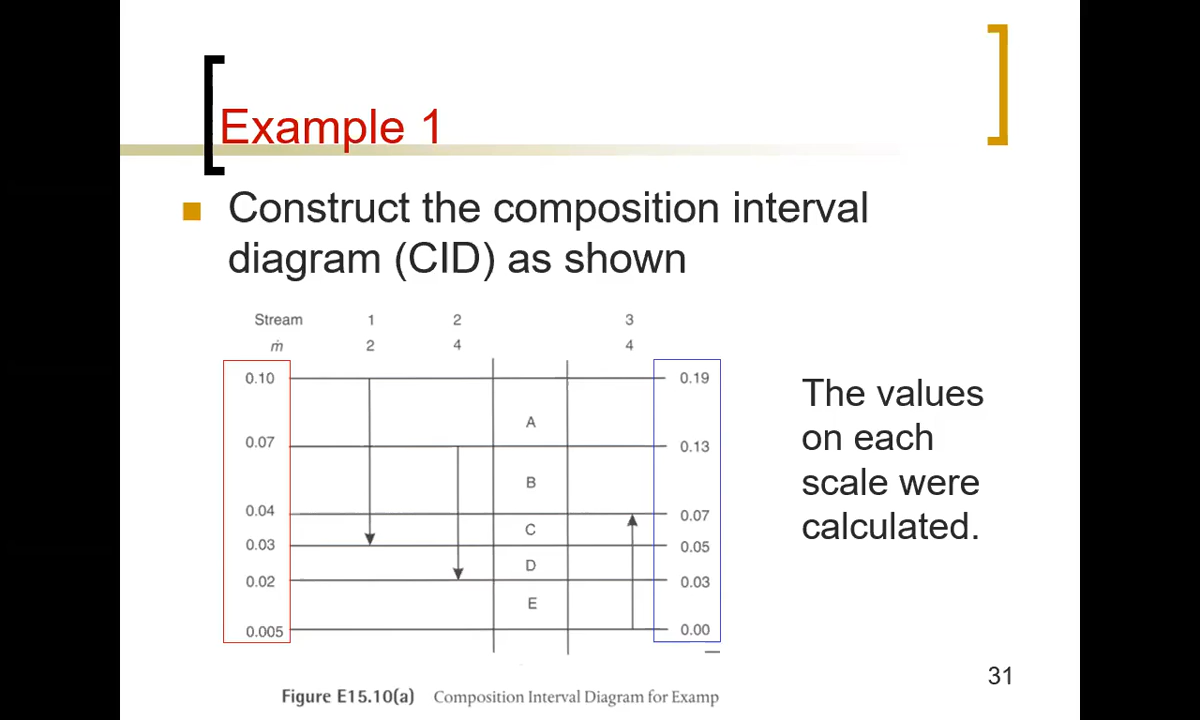 Example 1
Construct the composition interval
diagram (CID) as shown
Stream 1 2 3
ṁ 2 4 4
0.10 0.19
A
0.07 0.13
B
0.04 0.07
C
0.03 0.05
D
0.02 0.03
E
0.005 0.00
The values
on each
scale were
calculated.
Figure E15.10(a) Composition Interval Diagram for Examp
31